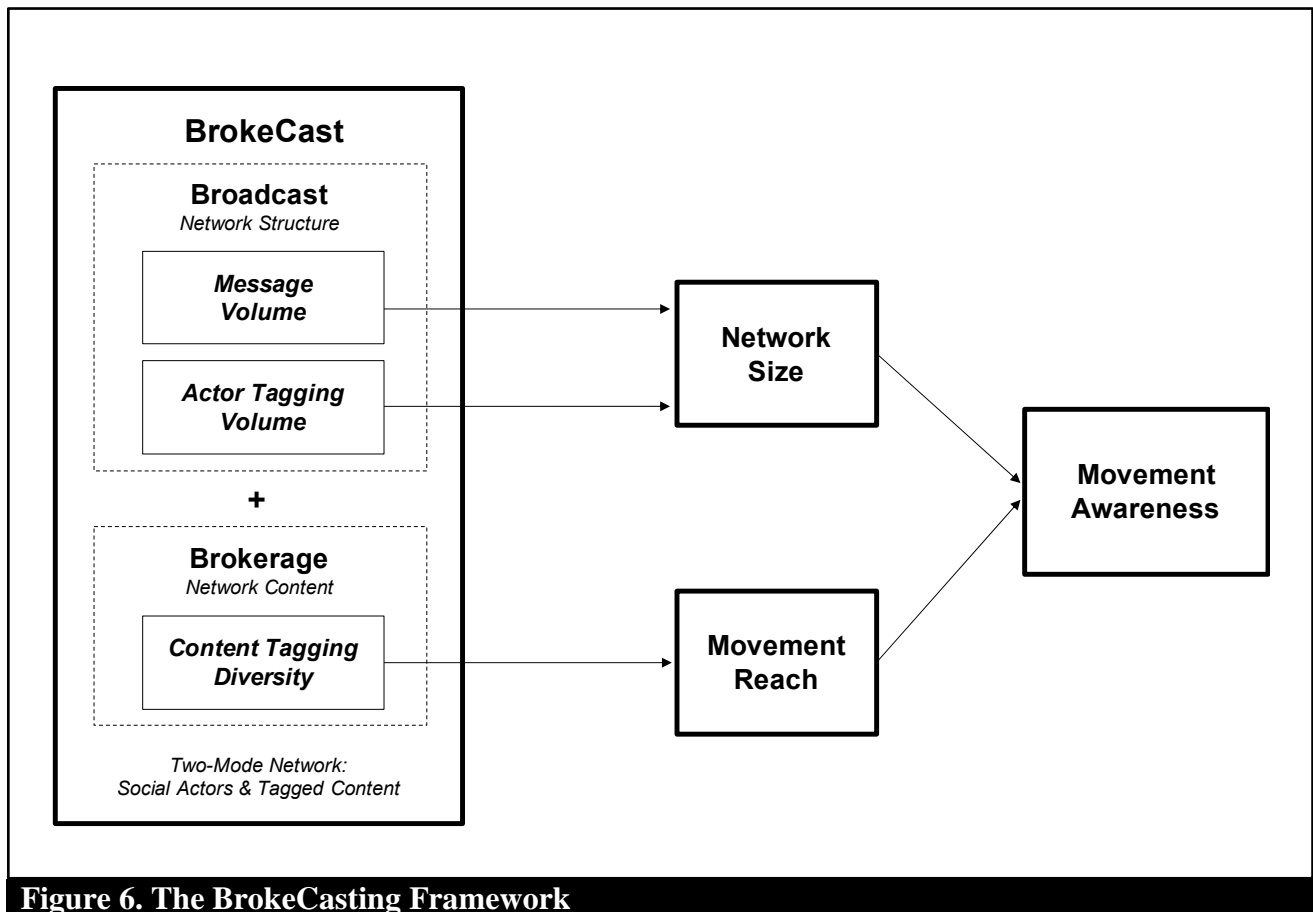 BrokeCast
Broadcast
Network Structure
Message
Volume
Actor Tagging
Volume
+
Brokerage
Network Content
Content Tagging
Diversity
Two-Mode Network:
Social Actors & Tagged Content
Network
Size
Movement
Reach
Movement
Awareness
Figure 6. The BrokeCasting Framework